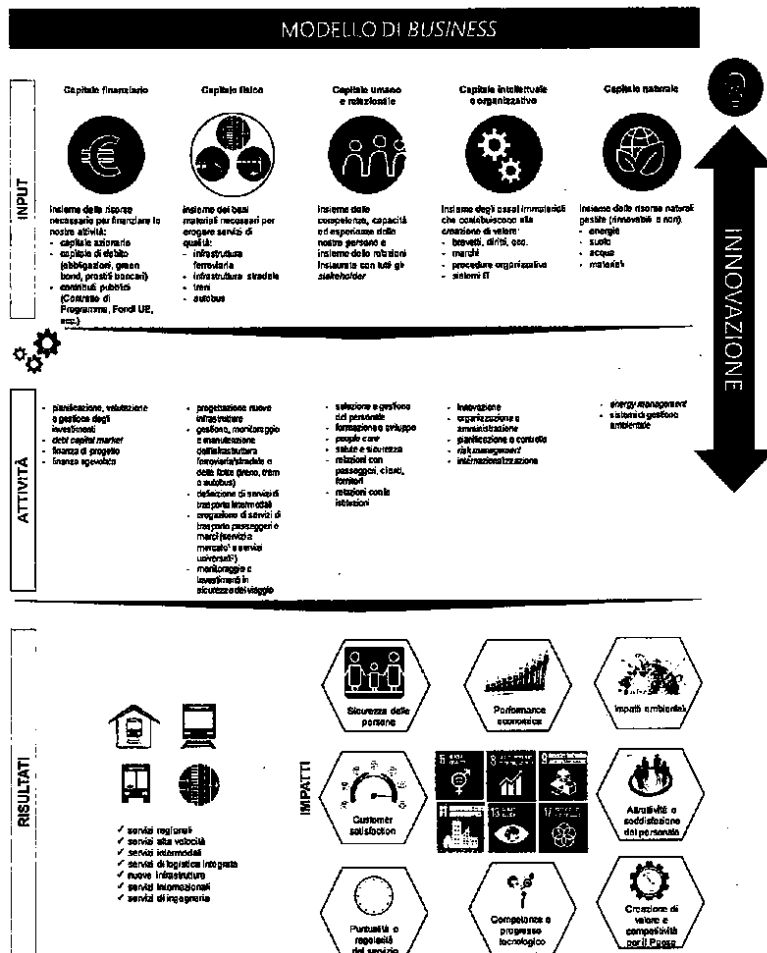 MODELLO DI BUSINESS
INPUT
Capitale finanziario
Insieme delle risorse
necessarie per finanziare le
nostre attività:
- capitale azionario
- capitale di debito
(obbligazioni, green
bond, prestiti bancari)
- contributi pubblici
(Contratto di
Programma, Fondi UE,
ecc.)
Capitale fisico
Insieme dei beni
materiali necessari per
erogare servizi di
qualità:
- infrastruttura
ferroviaria
- infrastruttura stradale
- treni
- autobus
Capitale umano
e relazionale
Insieme delle
competenze, capacità
ed esperienze delle
nostre persone e
insieme delle relazioni
instaurate con tutti gli
stakeholder
Capitale intellettuale
e organizzativo
Insieme degli asset immateriali
che contribuiscono alla
creazione di valore:
- brevetti, diritti, ecc.
- marchi
- procedure organizzative
- sistemi IT
Capitale naturale
Insieme delle risorse naturali
gestite (rinnovabili e non).
- energia
- suolo
- acqua
- materiali
INNOVAZIONE
ATTIVITÀ
- pianificazione, valutazione
e gestione degli
investimenti
- debt capital market
- finanza di progetto
- finanza agevolata
- progettazione nuove
infrastrutture
- gestione, monitoraggio
e manutenzione
dell'infrastruttura
ferroviaria/stradale e
delle flotte (treno, tram
e autobus)
- definizione di servizi di
trasporto intermodali
- erogazione di servizi di
trasporto passeggeri e
merci (servizi a
mercato¹ e servizi
universali²)
- monitoraggio e
investimenti in
sicurezza del viaggio
- selezione e gestione
del personale
- formazione e sviluppo
- people care
- salute e sicurezza
- relazioni con
passeggeri, clienti,
fornitori
- relazioni con le
istituzioni
- innovazione
- organizzazione e
amministrazione
- pianificazione e controllo
- risk management
- internazionalizzazione
- energy management
- sistemi di gestione
ambientale
RISULTATI
✓ servizi regionali
✓ servizi alta velocità
✓ servizi intermodali
✓ servizi di logistica integrata
✓ nuove infrastrutture
✓ servizi internazionali
✓ servizi di ingegneria
IMPATTI
Sicurezza delle
persone
Performance
economica
Impatti ambientali
Customer
satisfaction
5
8
9
11
13
17
Attrattività e
soddisfazione
del personale
Puntualità e
regolarità
del servizio
Competenze e
progresso
tecnologico
Creazione di
valore e
competitività
per il Paese